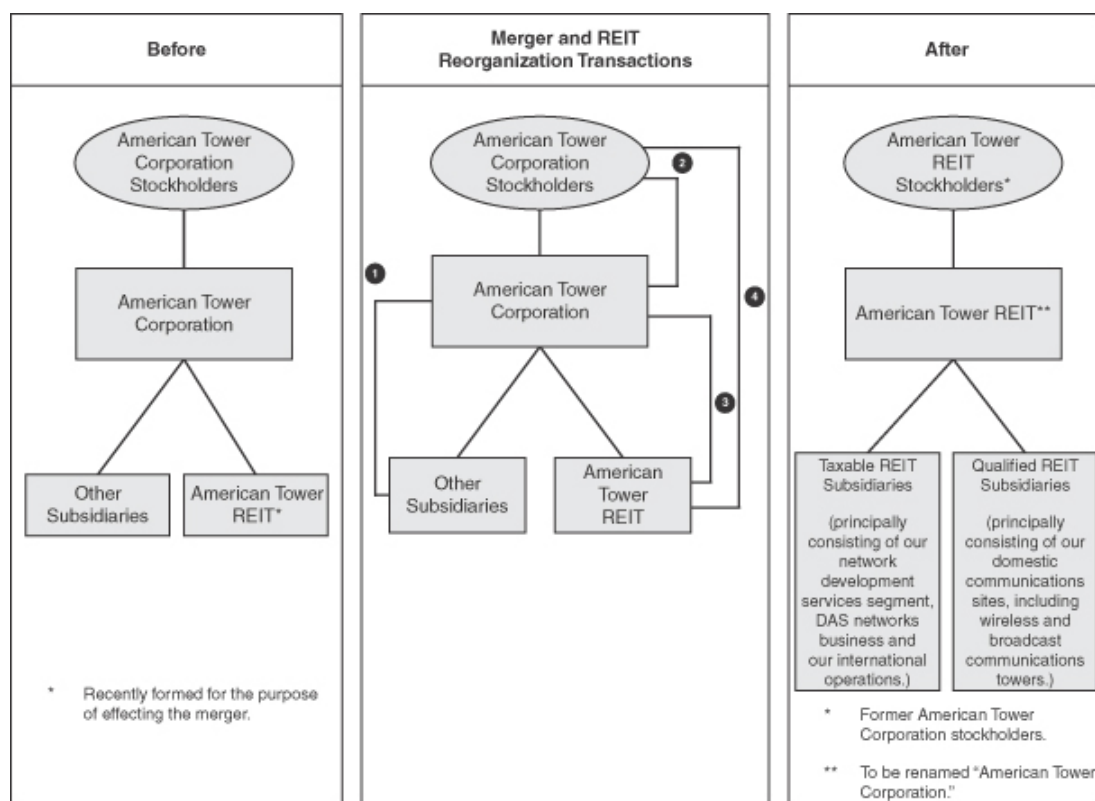 Before
American Tower
Corporation
Stockholders
American Tower
Corporation
Other
Subsidiaries
American Tower
REIT*
* Recently formed for the purpose
of effecting the merger.
Merger and REIT
Reorganization Transactions
American Tower
Corporation
Stockholders
2
1
American Tower
Corporation
4
3
Other
Subsidiaries
American
Tower
REIT
After
American Tower
REIT
Stockholders*
American Tower REIT**
Taxable REIT
Subsidiaries
(principally
consisting of our
network
development
services segment,
DAS networks
business and
our international
operations.)
Qualified REIT
Subsidiaries
(principally
consisting of our
domestic
communications
sites, including
wireless and
broadcast
communications
towers.)
* Former American Tower
Corporation stockholders.
** To be renamed “American Tower
Corporation.”